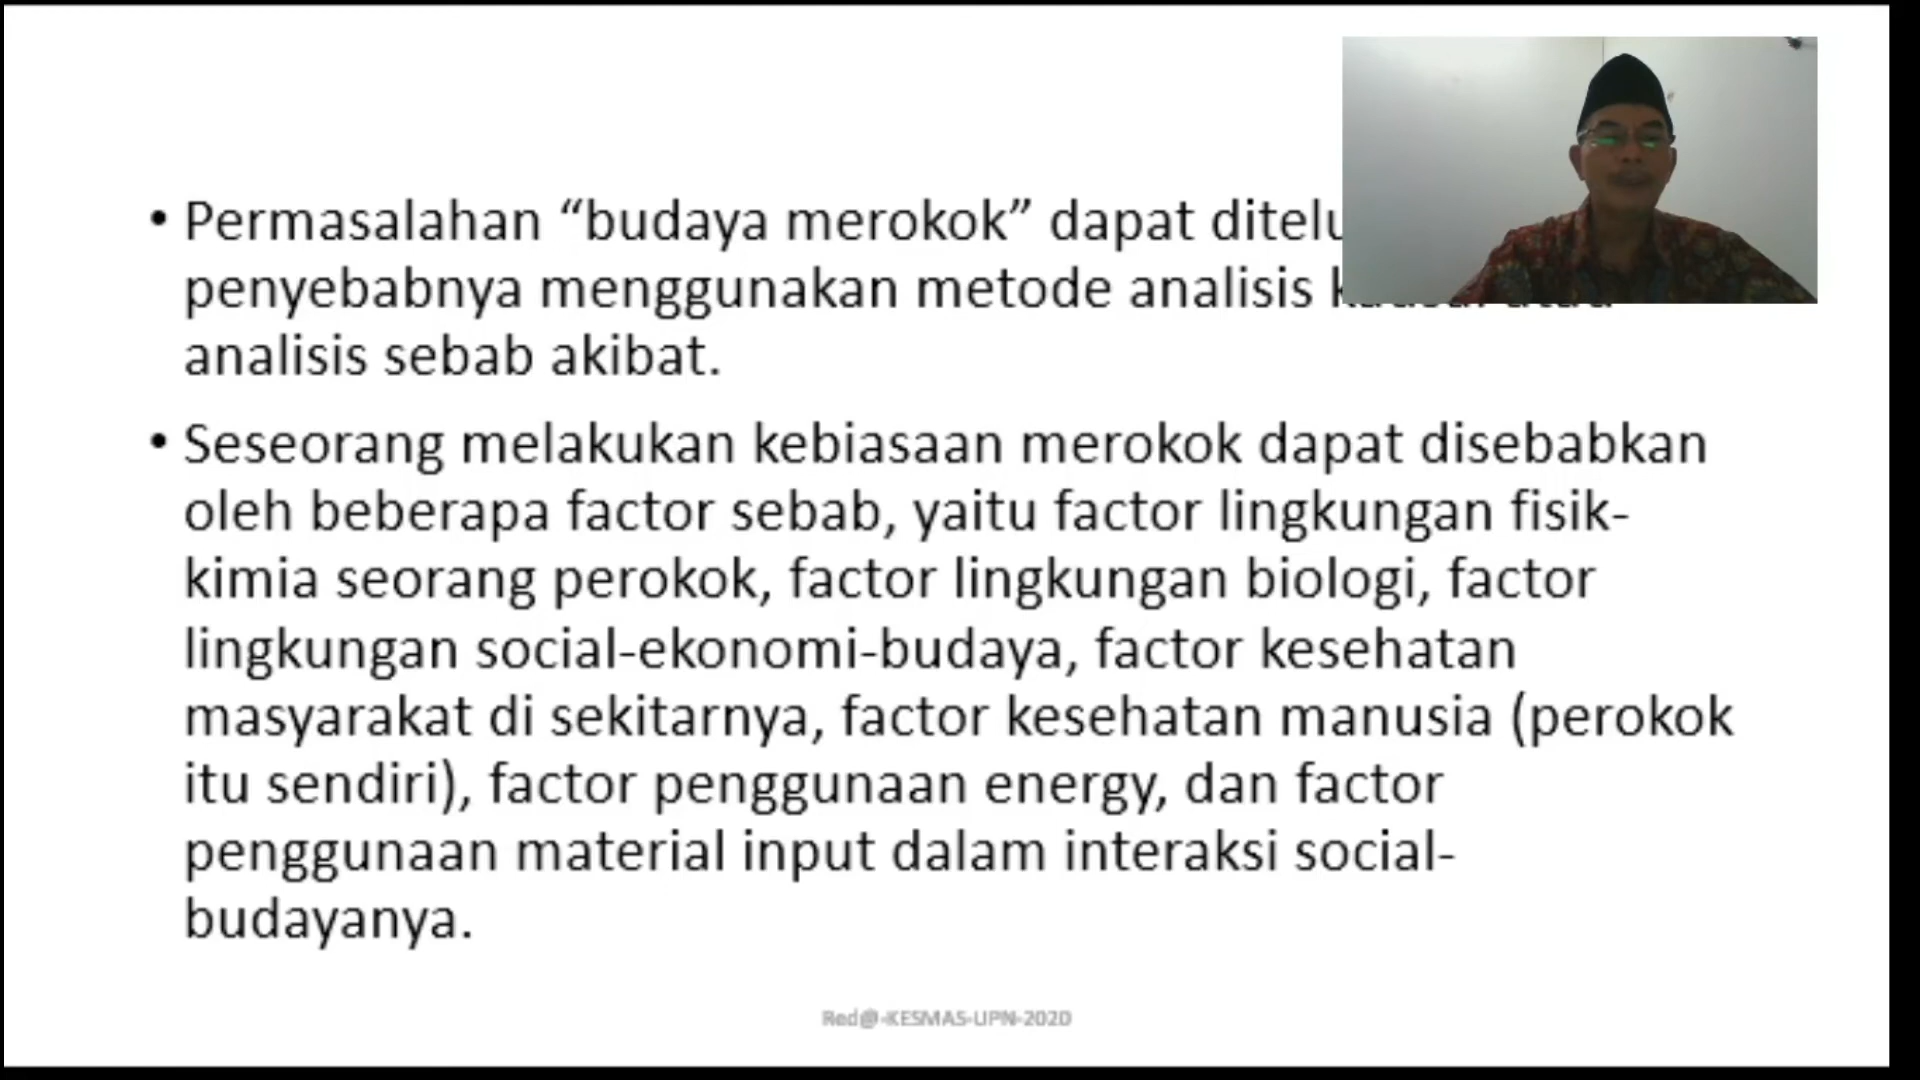 • Permasalahan “budaya merokok” dapat
penyebabnya menggunakan metode analisis
analisis sebab akibat.
• Seseorang melakukan kebiasaan merokok dapat disebabkan
oleh beberapa factor sebab, yaitu factor lingkungan fisik-
kimia seorang perokok, factor lingkungan biologi, factor
lingkungan social-ekonomi-budaya, factor kesehatan
masyarakat di sekitarnya, factor kesehatan manusia (perokok
itu sendiri), factor penggunaan energy, dan factor
penggunaan material input dalam interaksi social-
budayanya.
Red@-KESMAS-UPN-2020